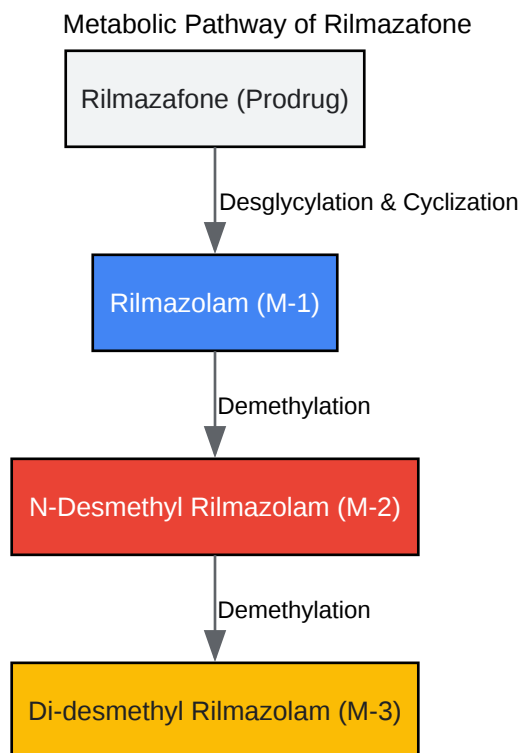 Metabolic Pathway of Rilmazafone
Rilmazafone (Prodrug)
Desglycylation & Cyclization
Rilmazolam (M-1)
Demethylation
N-Desmethyl Rilmazolam (M-2)
Demethylation
Di-desmethyl Rilmazolam (M-3)